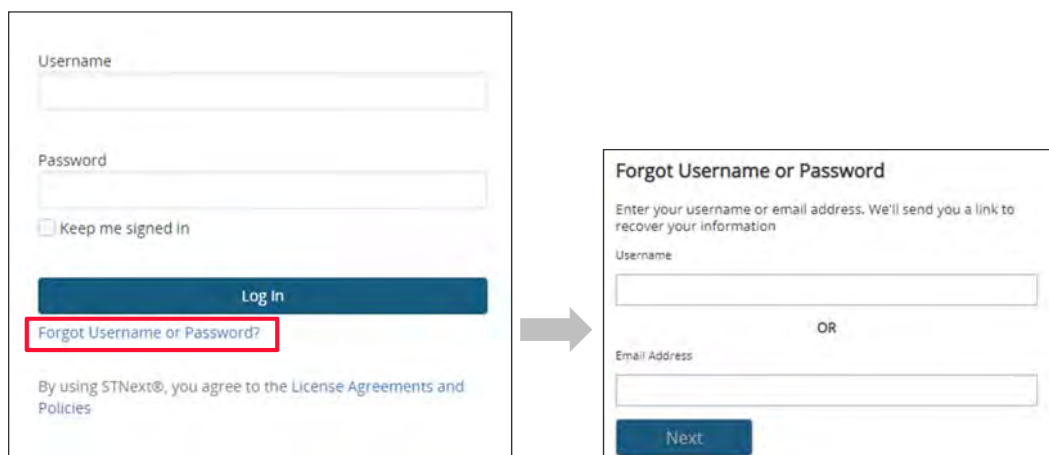 Username
Password
Keep me signed in
Log In
Forgot Username or Password?
By using STNext®, you agree to the License Agreements and
Policies
Forgot Username or Password
Enter your username or email address. We'll send you a link to
recover your information
Username
OR
Email Address
Next